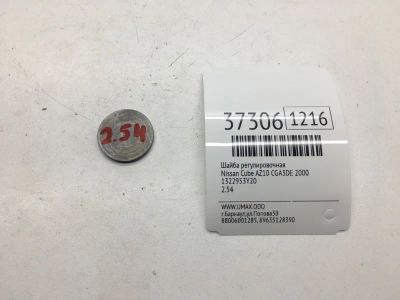 2.54
37306 1216
Шайба регулировочная
Nissan Cube AZ10 CGA3DE 2000
1322953Y20
2.54
WWW.UMAX.OOO
г.Барнаул,ул.Попова58
88006001285, 89635128390